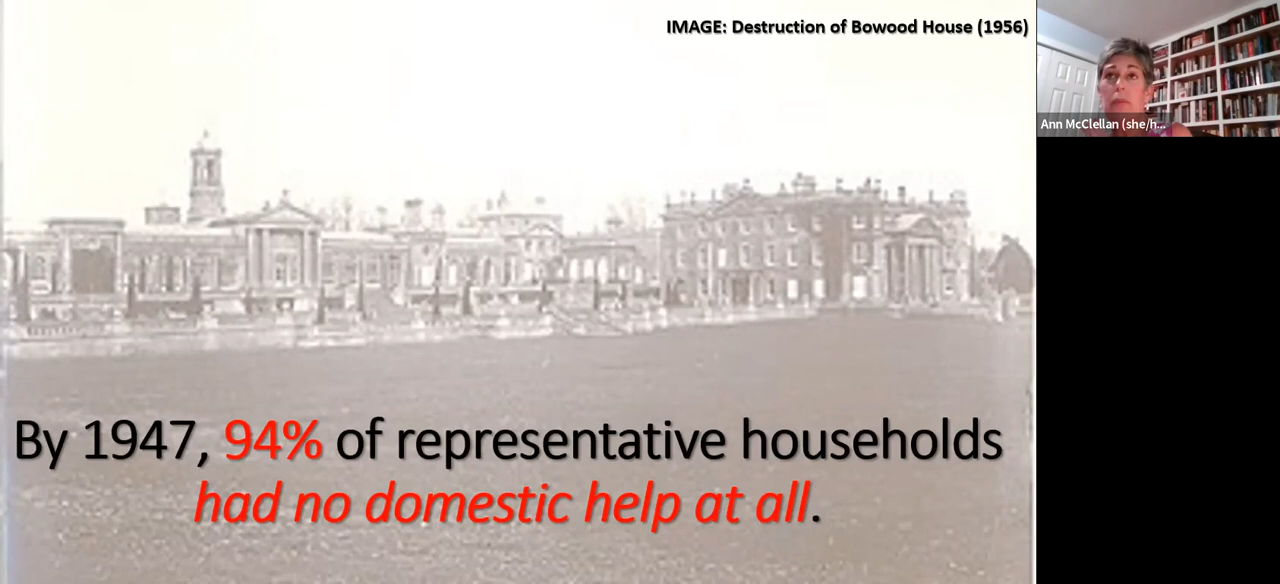 IMAGE: Destruction of Bowood House (1956)
Ann McClellan (she/h...
By 1947, 94% of representative households
had no domestic help at all.